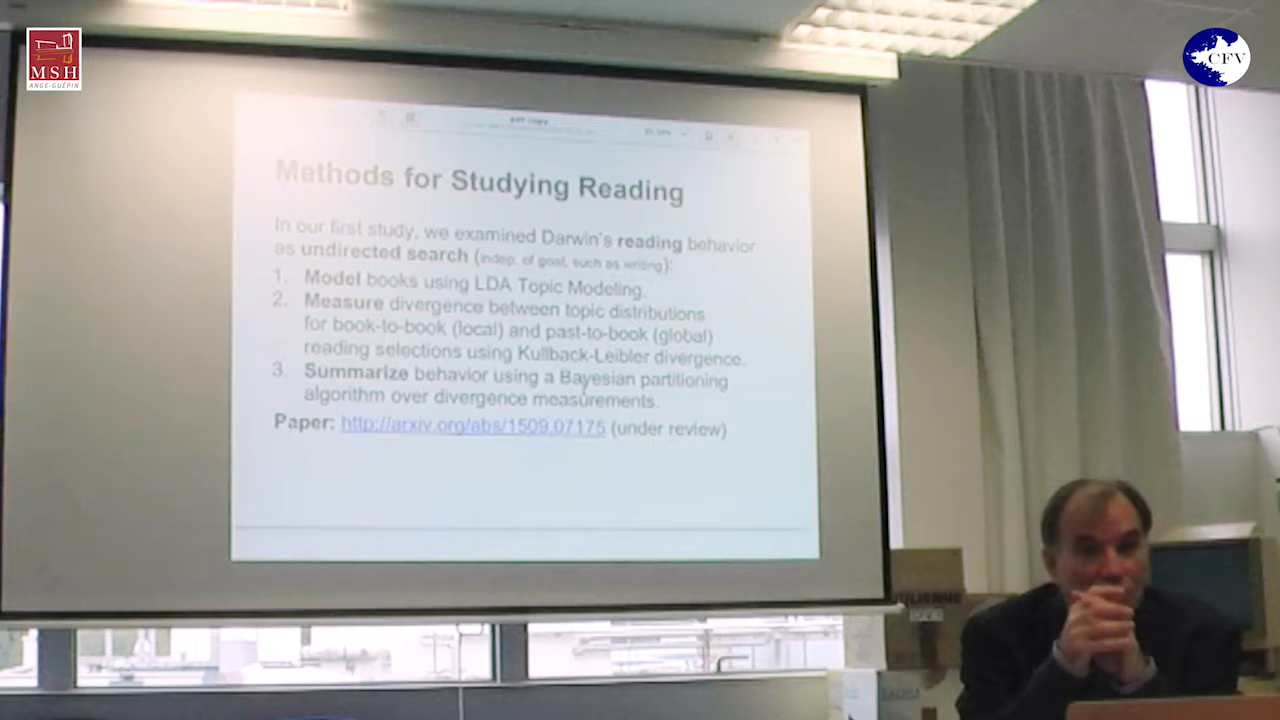 MSH
ANGE-GUÉPIN
CFV
Methods for Studying Reading
In our first study, we examined Darwin's reading behavior
as undirected search (indep. of goal, such as writing):
1. Model books using LDA Topic Modeling.
2. Measure divergence between topic distributions
for book-to-book (local) and past-to-book (global)
reading selections using Kullback-Leibler divergence.
3. Summarize behavior using a Bayesian partitioning
algorithm over divergence measurements.
Paper: http://arxiv.org/abs/1509.07175 (under review)